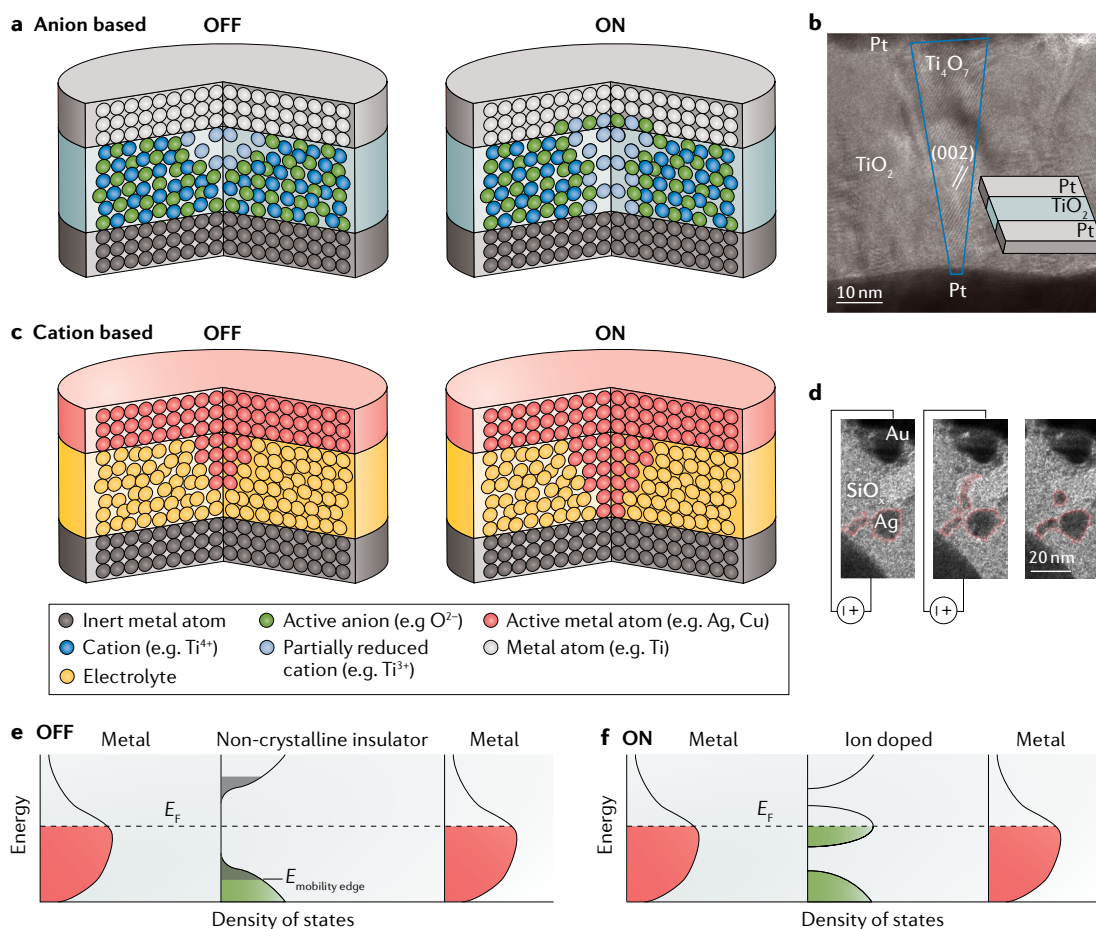 a Anion based
OFF
ON
b
Pt
Ti₄O₇
(002)
TiO₂
Pt
TiO₂
Pt
Pt
10 nm
c Cation based
OFF
ON
d
Au
SiOₓ
Ag
20 nm
I +
I +
Inert metal atom
Active anion (e.g O²⁻)
Active metal atom (e.g. Ag, Cu)
Cation (e.g. Ti⁴⁺)
Partially reduced
cation (e.g. Ti³⁺)
Metal atom (e.g. Ti)
Electrolyte
e OFF
Metal
Non-crystalline insulator
Metal
Energy
E_F
E_mobility edge
Density of states
f ON
Metal
Ion doped
Metal
Energy
E_F
Density of states